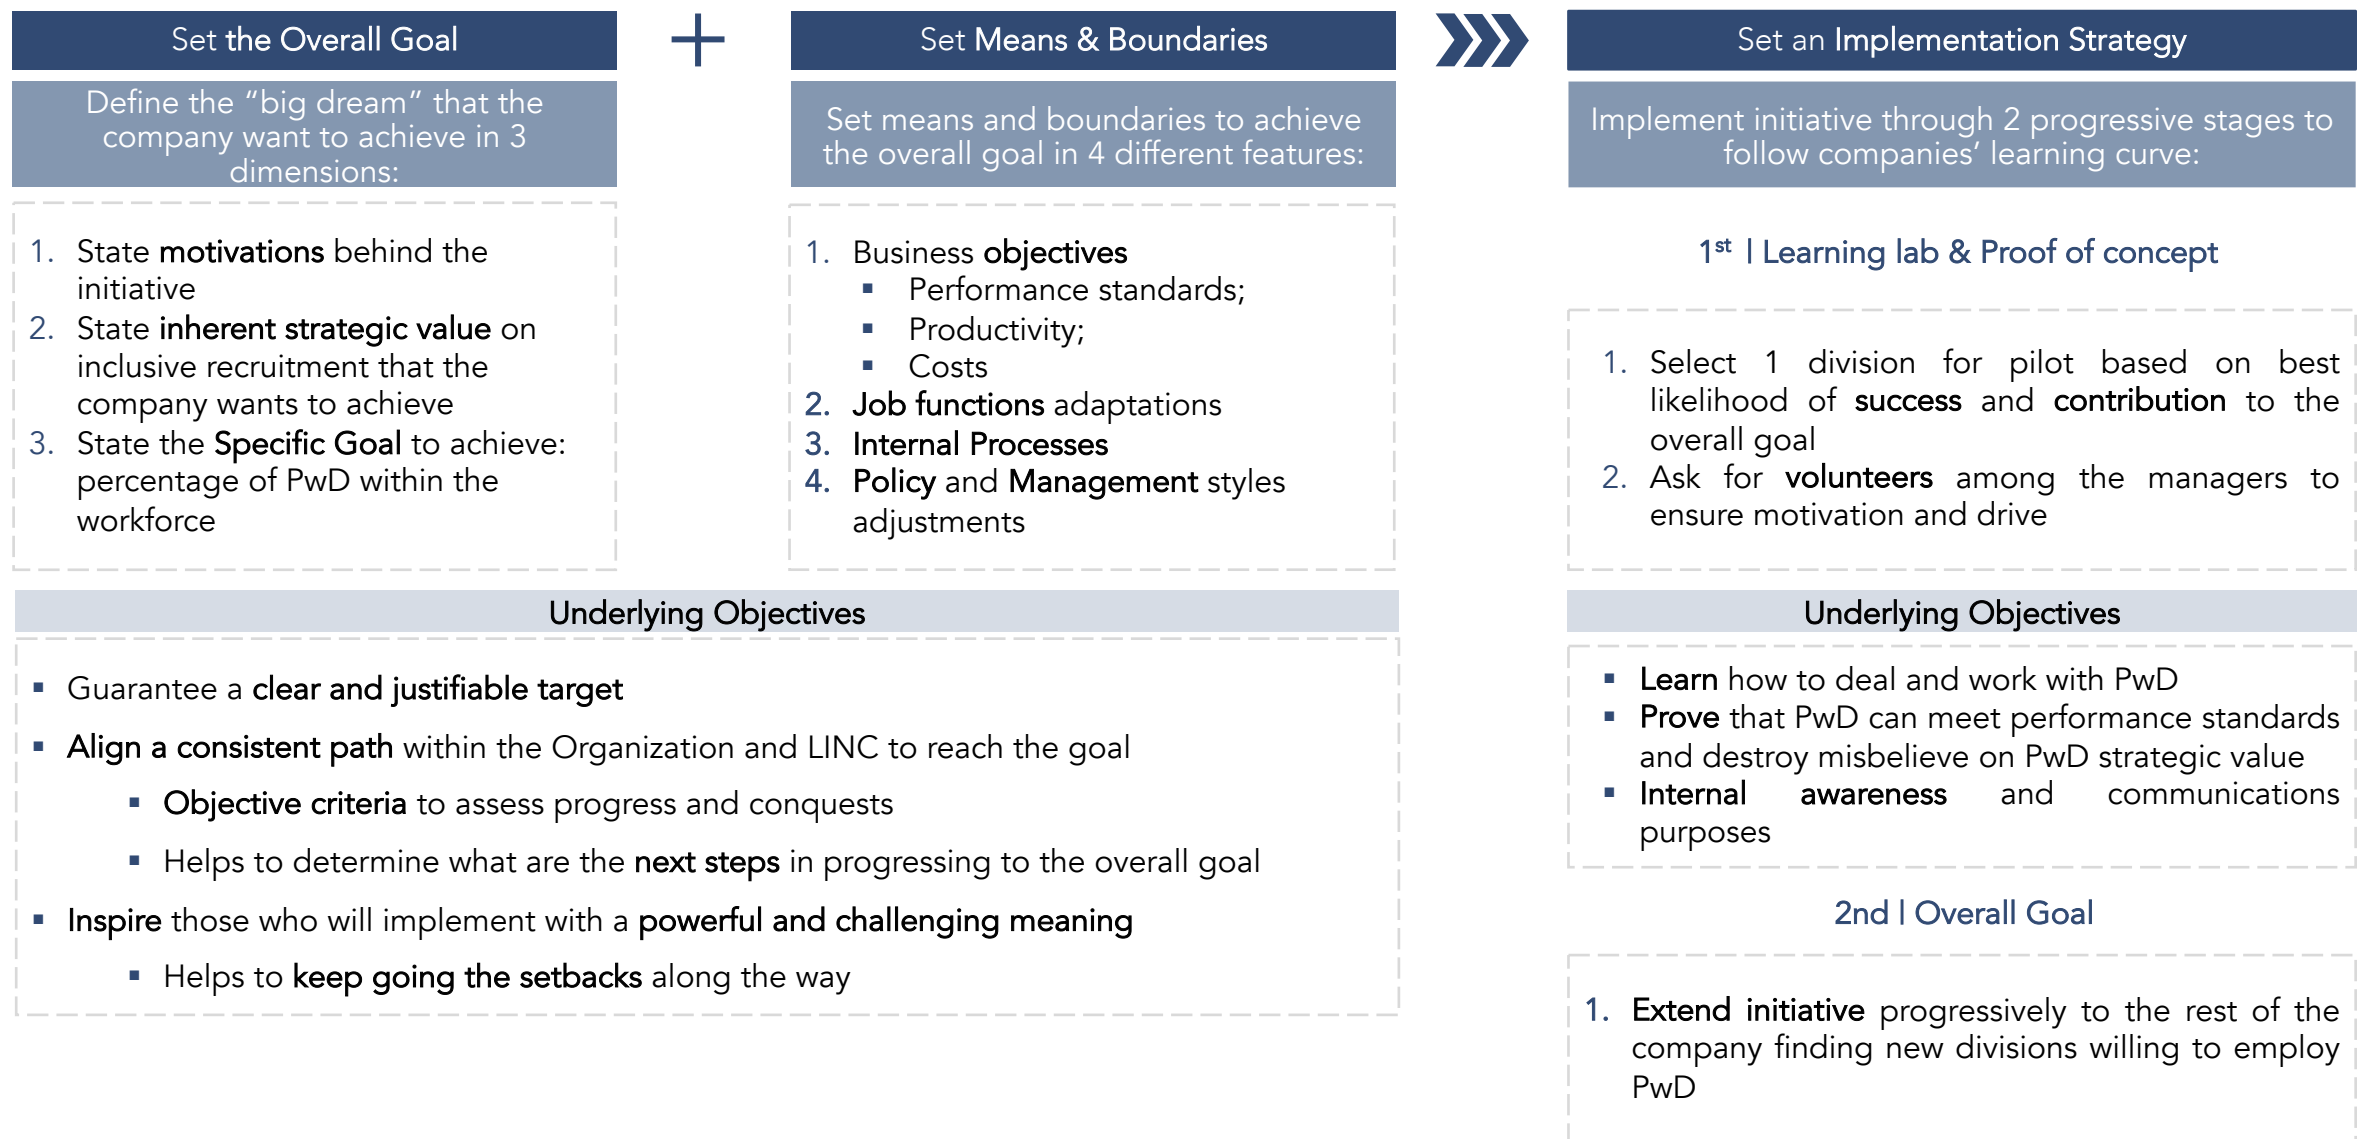 Set the Overall Goal
Define the “big dream” that the
company want to achieve in 3
dimensions:
1. State motivations behind the
initiative
2. State inherent strategic value on
inclusive recruitment that the
company wants to achieve
3. State the Specific Goal to achieve:
percentage of PwD within the
workforce
Set Means & Boundaries
Set means and boundaries to achieve
the overall goal in 4 different features:
1. Business objectives
▪ Performance standards;
▪ Productivity;
▪ Costs
2. Job functions adaptations
3. Internal Processes
4. Policy and Management styles
adjustments
Underlying Objectives
▪ Guarantee a clear and justifiable target
▪ Align a consistent path within the Organization and LINC to reach the goal
▪ Objective criteria to assess progress and conquests
▪ Helps to determine what are the next steps in progressing to the overall goal
▪ Inspire those who will implement with a powerful and challenging meaning
▪ Helps to keep going the setbacks along the way
Set an Implementation Strategy
Implement initiative through 2 progressive stages to
follow companies’ learning curve:
1st | Learning lab & Proof of concept
1. Select 1 division for pilot based on best
likelihood of success and contribution to the
overall goal
2. Ask for volunteers among the managers to
ensure motivation and drive
Underlying Objectives
▪ Learn how to deal and work with PwD
▪ Prove that PwD can meet performance standards
and destroy misbelieve on PwD strategic value
▪ Internal awareness and communications
purposes
2nd | Overall Goal
1. Extend initiative progressively to the rest of the
company finding new divisions willing to employ
PwD